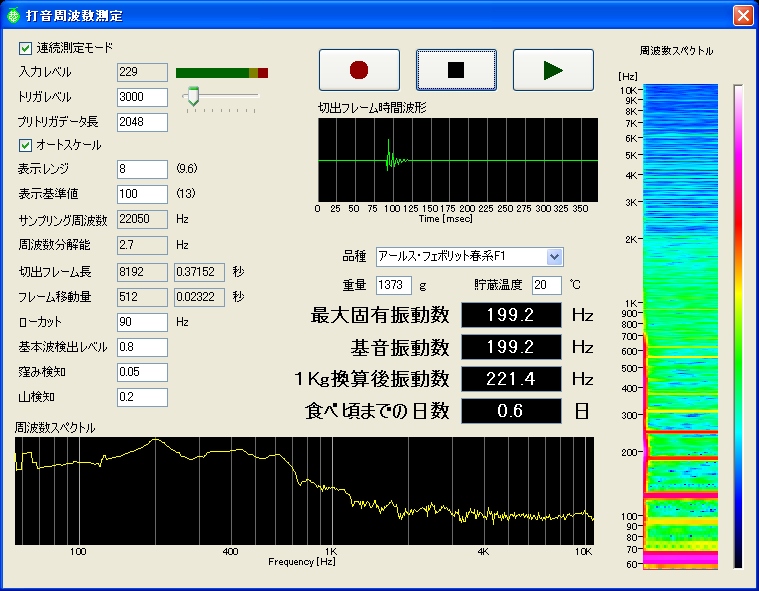 打音周波数測定
連続測定モード
入力レベル 229
トリガレベル 3000
プリトリガデータ長 2048
オートスケール
表示レンジ 8 (9.6)
表示基準値 100 (13)
サンプリング周波数 22050 Hz
周波数分解能 2.7 Hz
切出フレーム長 8192 0.37152 秒
フレーム移動量 512 0.02322 秒
ローカット 90 Hz
基本波検出レベル 0.8
窪み検知 0.05
山検知 0.2
切出フレーム時間波形
0 25 50 75 100 125 150 175 200 225 250 275 300 325 350
Time [msec]
品種 アールス・フェボリット春系F1
重量 1373 g 貯蔵温度 20 ℃
最大固有振動数 199.2 Hz
基音振動数 199.2 Hz
1Kg換算後振動数 221.4 Hz
食べ頃までの日数 0.6 日
周波数スペクトル
100 400 1K 4K 10K
Frequency [Hz]
周波数スペクトル
[Hz]
10K
9K
8K
7K
6K
5K
4K
3K
2K
1K
900
800
700
600
500
400
300
200
100
90
80
70
60